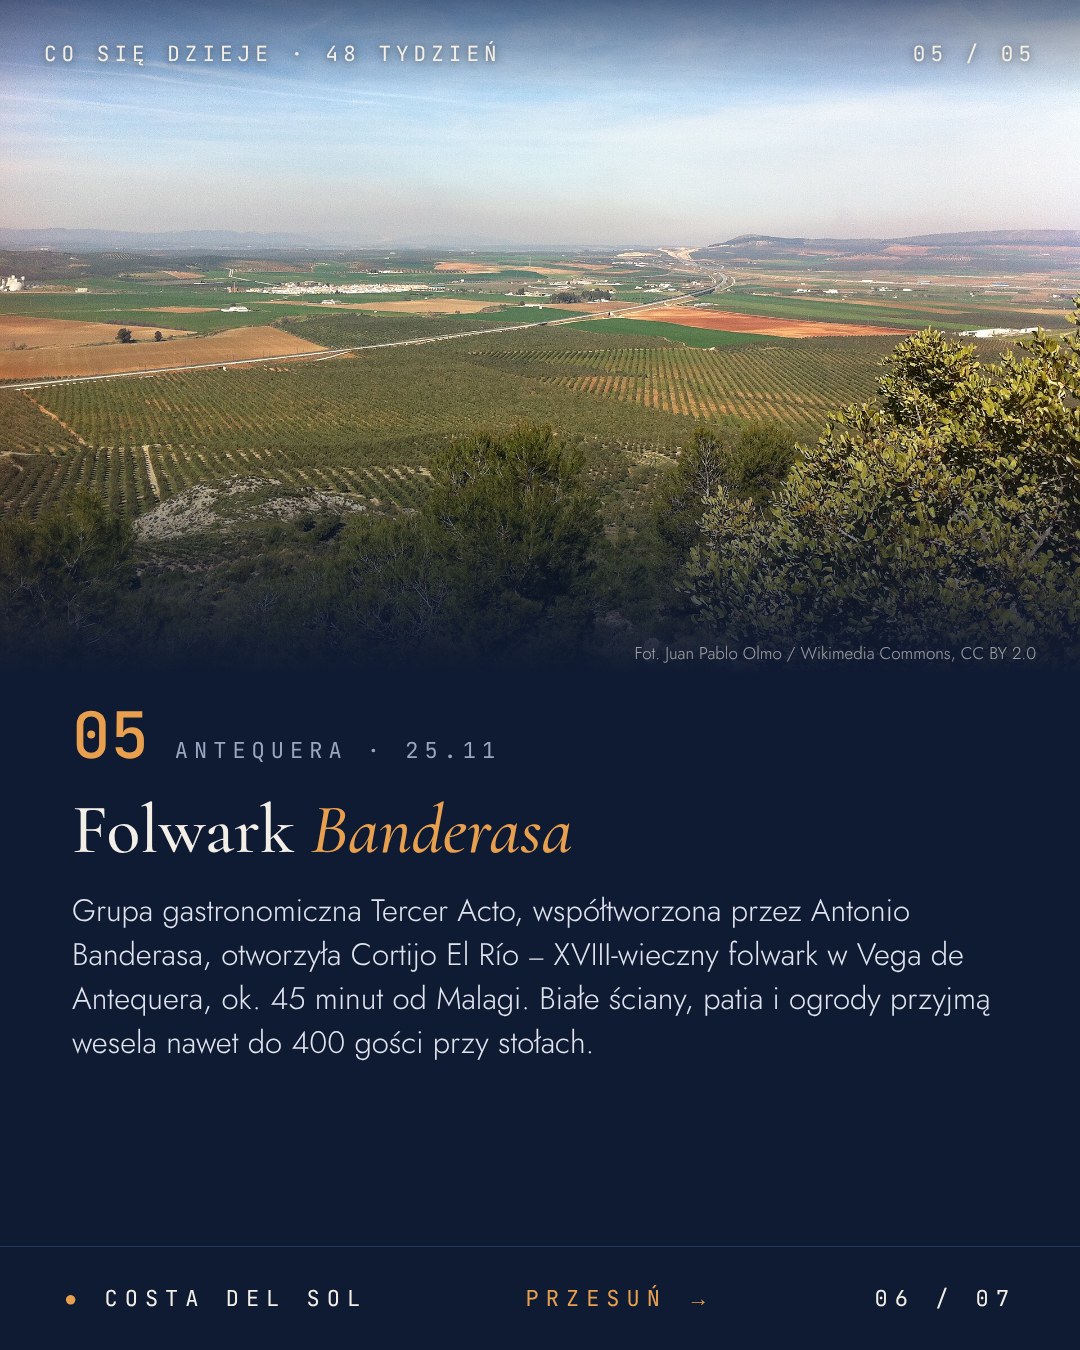 CO SIĘ DZIEJE · 48 TYDZIEŃ
05 / 05
Fot. Juan Pablo Olmo / Wikimedia Commons, CC BY 2.0
05 ANTEQUERA · 25.11
Folwark Banderasa
Grupa gastronomiczna Tercer Acto, współtworzona przez Antonio
Banderasa, otworzyła Cortijo El Río – XVIII-wieczny folwark w Vega de
Antequera, ok. 45 minut od Malagi. Białe ściany, patia i ogrody przyjmą
wesela nawet do 400 gości przy stołach.
• COSTA DEL SOL
PRZESUŃ →
06 / 07